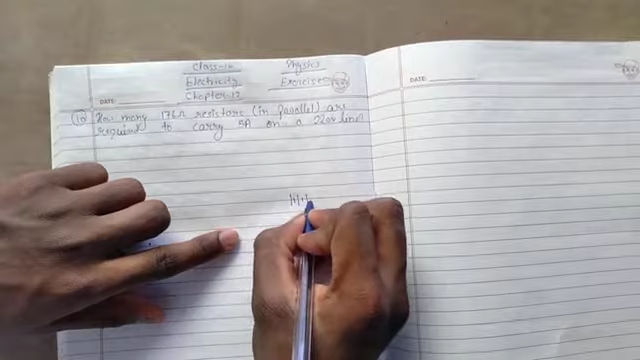 Class-10 Physics
Electricity Exercise
Chapter-12
DATE:
DATE:
(10) How many 176Ω resistors (in parallel) are
required to carry 5A on a 220V line?